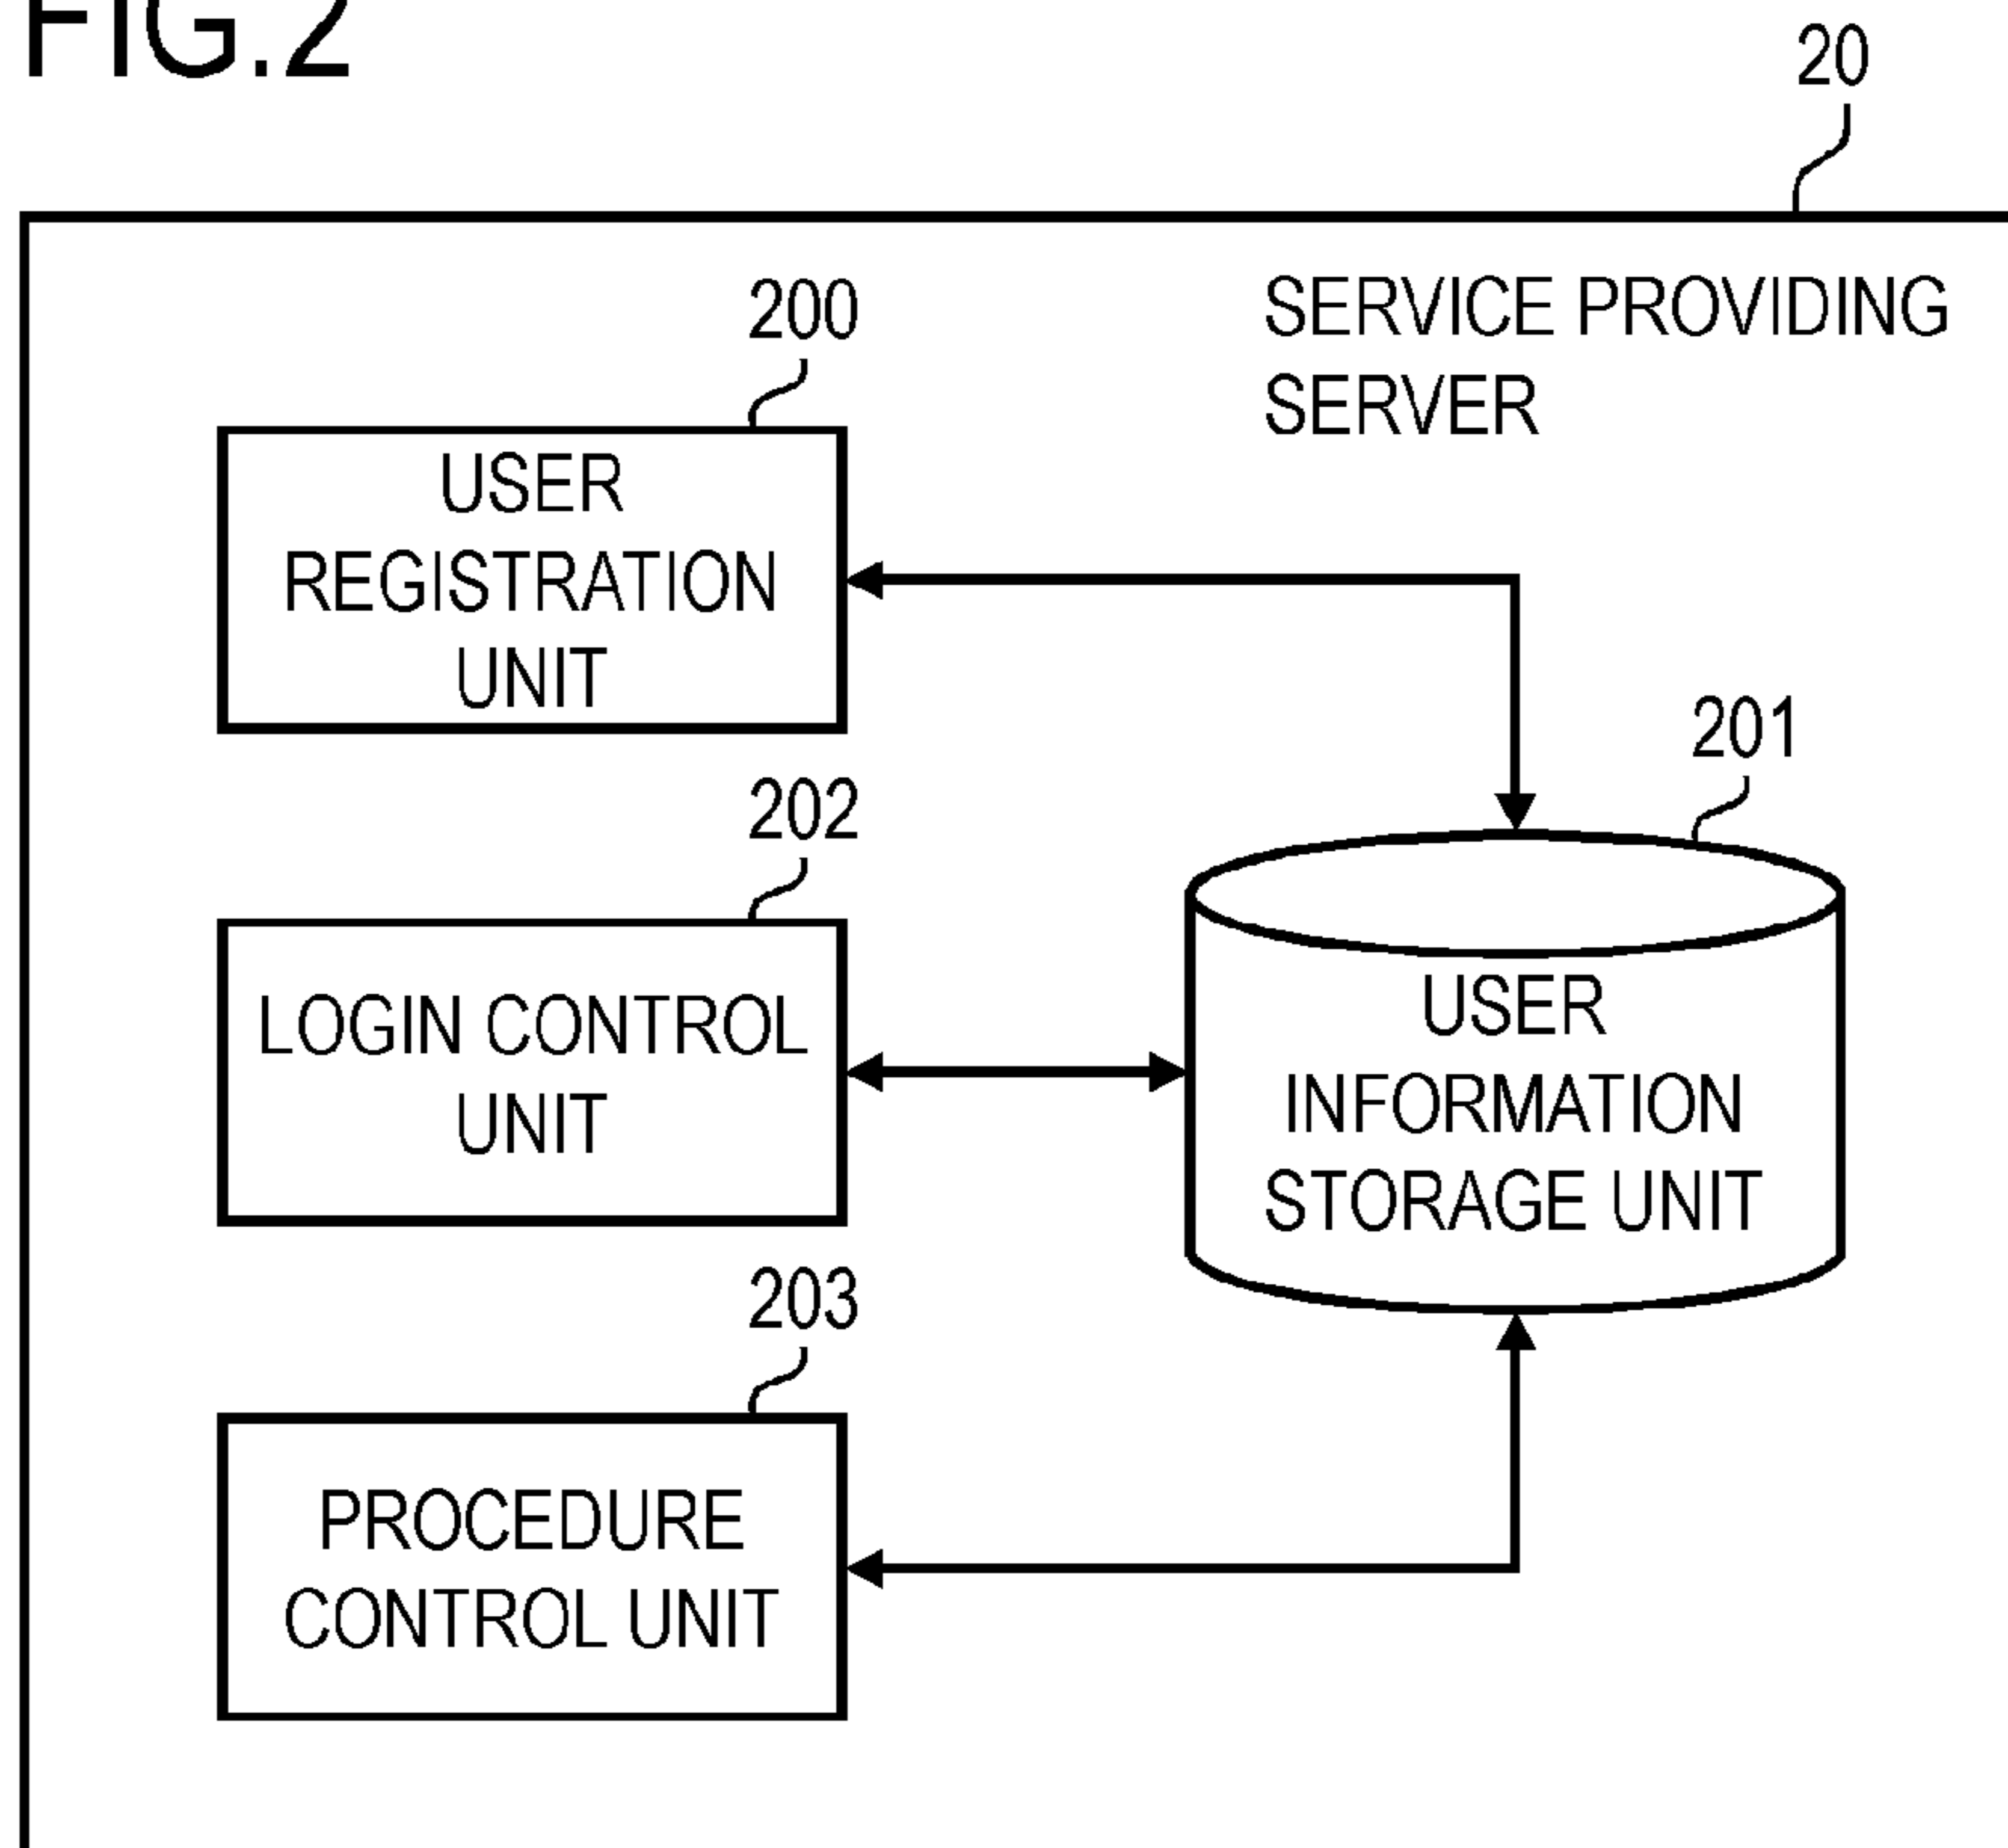 FIG.2
20
SERVICE PROVIDING
SERVER
200
USER
REGISTRATION
UNIT
201
USER
INFORMATION
STORAGE UNIT
202
LOGIN CONTROL
UNIT
203
PROCEDURE
CONTROL UNIT